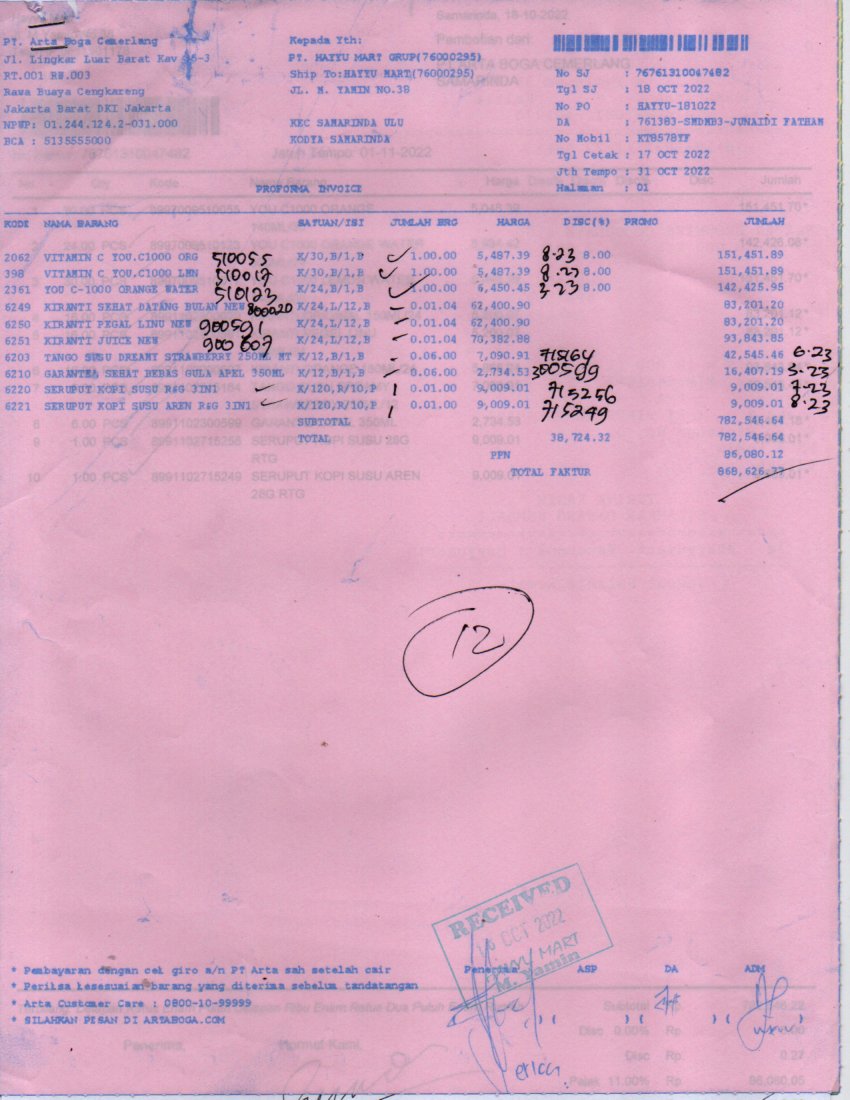 PT. Arta Boga Cemerlang
Jl. Lingkar Luar Barat Kav 35-3
RT.001 RW.003
Rawa Buaya Cengkareng
Jakarta Barat DKI Jakarta
NPWP: 01.244.124.2-031.000
BCA : 5135555000
Kepada Yth:
PT. HAYYU MART GRUP(76000295)
Ship To:HAYYU MART(76000295)
JL. M. YAMIN NO.38
KEC SAMARINDA ULU
KODYA SAMARINDA
No SJ : 76761310047482
Tgl SJ : 18 OCT 2022
No PO : HAYYU-181022
DA : 761383-SMDMB3-JUNAIDI FATHAN
No Mobil : KT8578YF
Tgl Cetak : 17 OCT 2022
Jth Tempo : 31 OCT 2022
Halaman : 01
PROFORMA INVOICE
KODE NAMA BARANG SATUAN/ISI JUMLAH BRG HARGA DISC(%) PROMO JUMLAH
2062 VITAMIN C YOU.C1000 ORG 510055 K/30,B/1,B 1.00.00 5,487.39 8.23 8.00 151,451.89
398 VITAMIN C YOU.C1000 LMN 510017 K/30,B/1,B 1.00.00 5,487.39 8.23 8.00 151,451.89
2361 YOU C-1000 ORANGE WATER 510123 K/24,B/1,B 1.00.00 6,450.45 3.23 8.00 142,425.95
6249 KIRANTI SEHAT DATANG BULAN NEW 800020 K/24,L/12,B 0.01.04 62,400.90 83,201.20
6250 KIRANTI PEGAL LINU NEW 900591 K/24,L/12,B 0.01.04 62,400.90 83,201.20
6251 KIRANTI JUICE NEW 900607 K/24,L/12,B 0.01.04 70,382.88 93,843.85
6203 TANGO SUSU DREAMY STRAWBERRY 250ML MT K/12,B/1,B 0.06.00 7,090.91 715164 42,545.46 6.23
6210 GARANTEA SEHAT BEBAS GULA APEL 350ML K/12,B/1,B 0.06.00 2,734.53 300599 16,407.19 3.23
6220 SERUPUT KOPI SUSU R&G 3IN1 K/120,R/10,P 0.01.00 9,009.01 715256 9,009.01 7.23
6221 SERUPUT KOPI SUSU AREN R&G 3IN1 K/120,R/10,P 0.01.00 9,009.01 715249 9,009.01 8.23
SUBTOTAL 782,546.64
TOTAL 38,724.32 782,546.64
PPN 86,080.12
TOTAL FAKTUR 868,626.77
12
RECEIVED
OCT 2022
MART
M. Yamin
* Pembayaran dengan cek giro a/n PT Arta sah setelah cair
* Periksa kesesuaian barang yang diterima sebelum tandatangan
* Arta Customer Care : 0800-10-99999
* SILAHKAN PESAN DI ARTABOGA.COM
Penerima ASP DA ADM